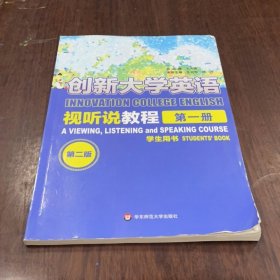 创新大学英语
INNOVATION COLLEGE ENGLISH
视听说教程 第一册
A VIEWING, LISTENING and SPEAKING COURSE
学生用书 STUDENTS' BOOK
第二版
华东师范大学出版社